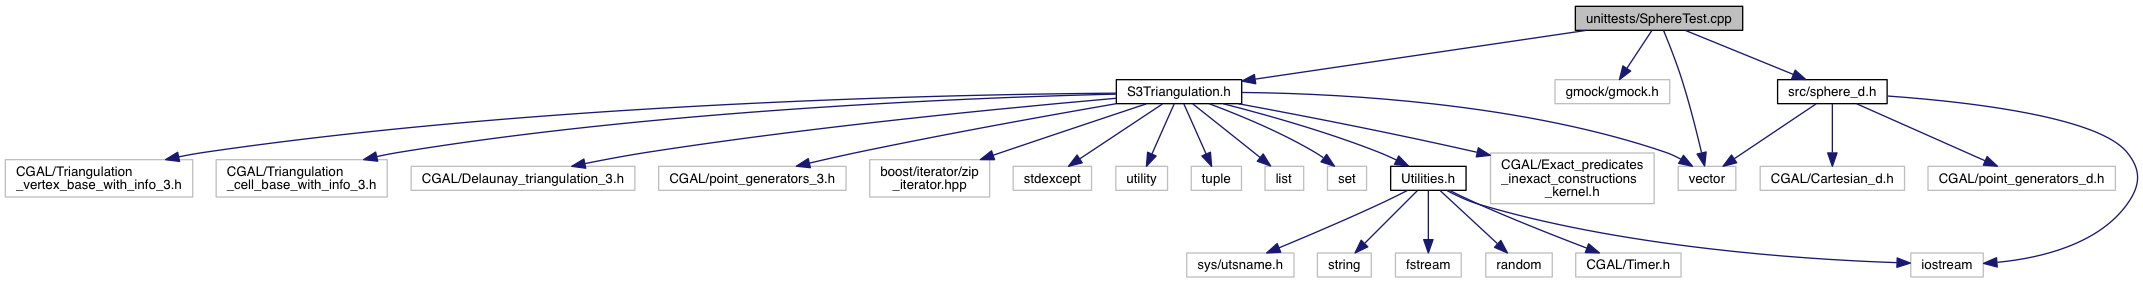 unittests/SphereTest.cpp
S3Triangulation.h
gmock/gmock.h
src/sphere_d.h
CGAL/Triangulation
_vertex_base_with_info_3.h
CGAL/Triangulation
_cell_base_with_info_3.h
CGAL/Delaunay_triangulation_3.h
CGAL/point_generators_3.h
boost/iterator/zip
_iterator.hpp
stdexcept
utility
tuple
list
set
Utilities.h
CGAL/Exact_predicates
_inexact_constructions
_kernel.h
vector
CGAL/Cartesian_d.h
CGAL/point_generators_d.h
sys/utsname.h
string
fstream
random
CGAL/Timer.h
iostream